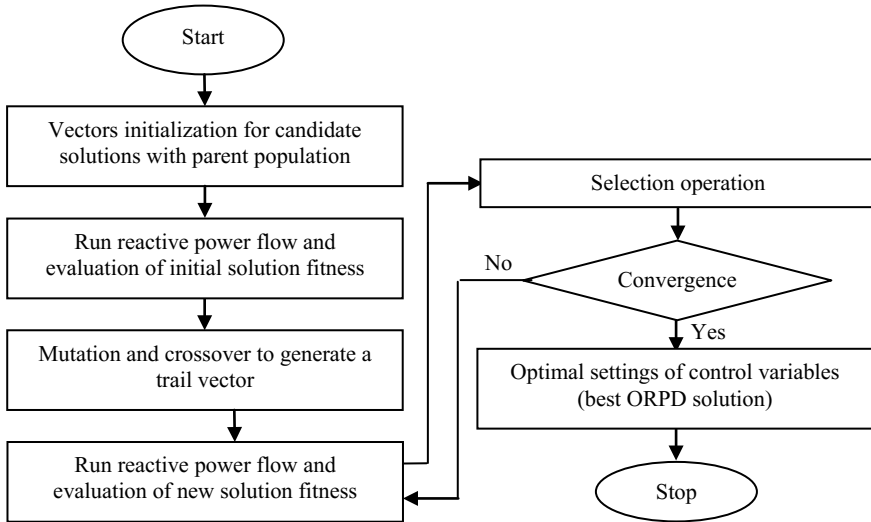 Start
Vectors initialization for candidate
solutions with parent population
Run reactive power flow and
evaluation of initial solution fitness
Mutation and crossover to generate a
trail vector
Run reactive power flow and
evaluation of new solution fitness
Selection operation
No
Convergence
Yes
Optimal settings of control variables
(best ORPD solution)
Stop